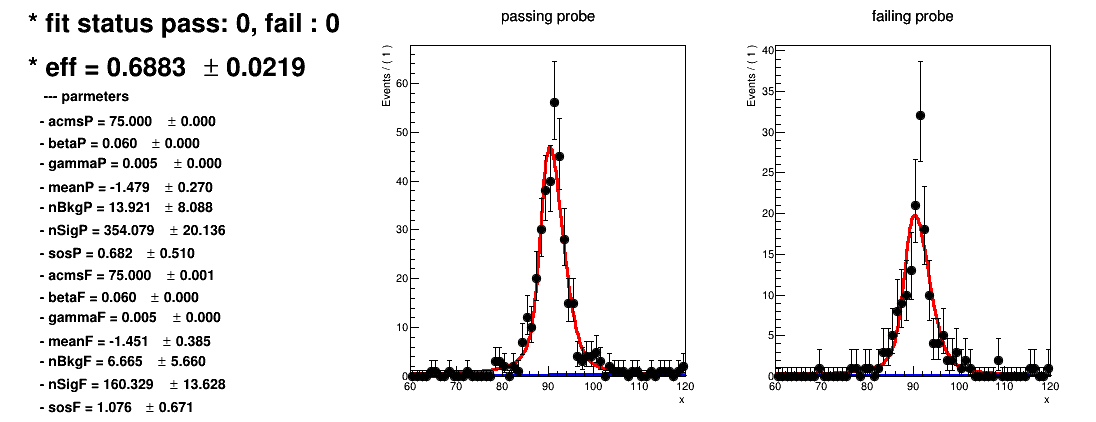 * fit status pass: 0, fail : 0
* eff = 0.6883 ± 0.0219
--- parmeters
- acmsP = 75.000 ± 0.000
- betaP = 0.060 ± 0.000
- gammaP = 0.005 ± 0.000
- meanP = -1.479 ± 0.270
- nBkgP = 13.921 ± 8.088
- nSigP = 354.079 ± 20.136
- sosP = 0.682 ± 0.510
- acmsF = 75.000 ± 0.001
- betaF = 0.060 ± 0.000
- gammaF = 0.005 ± 0.000
- meanF = -1.451 ± 0.385
- nBkgF = 6.665 ± 5.660
- nSigF = 160.329 ± 13.628
- sosF = 1.076 ± 0.671
passing probe
Events / ( 1 )
60
50
40
30
20
10
0
60 70 80 90 100 110 120
x
failing probe
Events / ( 1 )
40
35
30
25
20
15
10
5
0
60 70 80 90 100 110 120
x